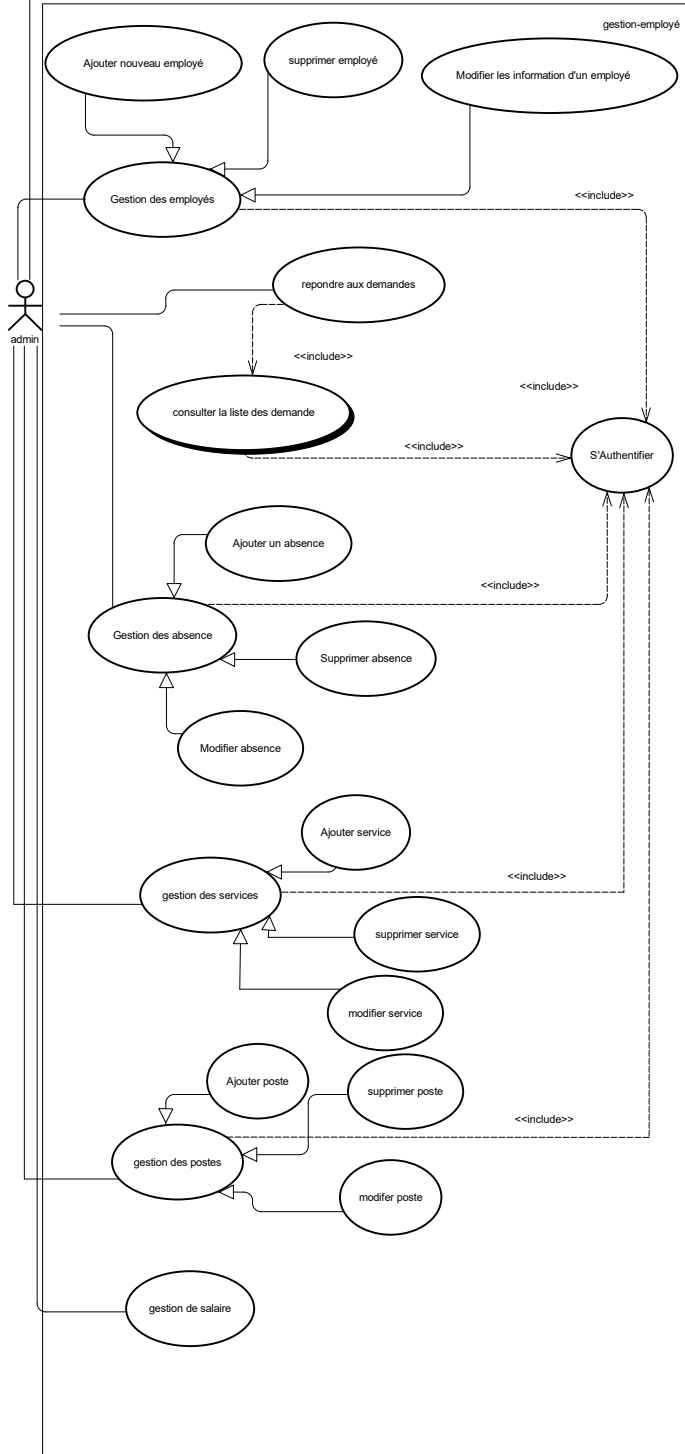 gestion-employé
Ajouter nouveau employé
supprimer employé
Modifier les information d'un employé
Gestion des employés
<<include>>
repondre aux demandes
admin
<<include>>
<<include>>
consulter la liste des demande
<<include>>
S'Authentifier
Ajouter un absence
<<include>>
Gestion des absence
Supprimer absence
Modifier absence
Ajouter service
<<include>>
gestion des services
supprimer service
modifier service
Ajouter poste
supprimer poste
<<include>>
gestion des postes
modifer poste
gestion de salaire